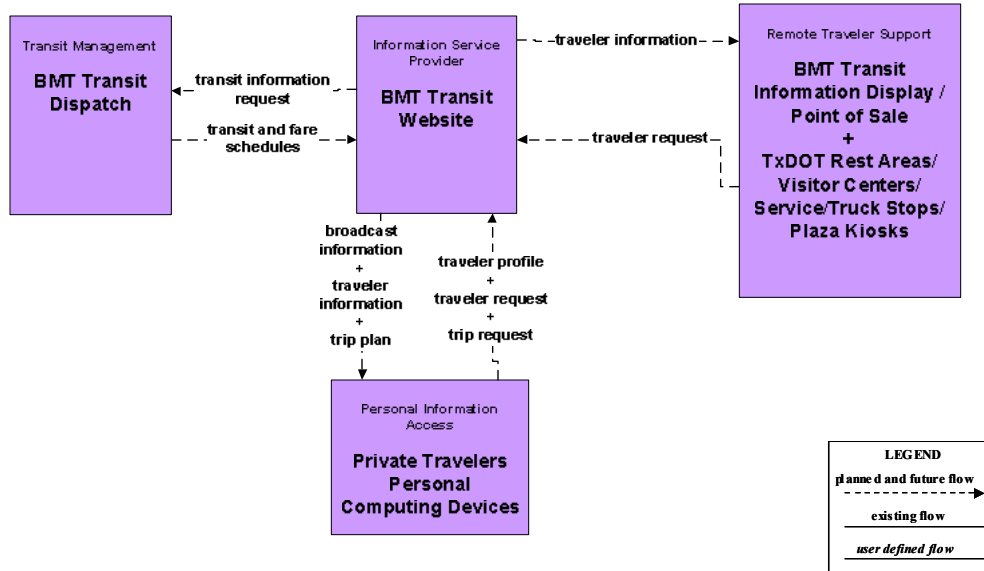 Transit Management
BMT Transit
Dispatch
transit information
request
transit and fare
schedules
Information Service
Provider
BMT Transit
Website
traveler information
traveler request
Remote Traveler Support
BMT Transit
Information Display /
Point of Sale
+
TxDOT Rest Areas/
Visitor Centers/
Service/Truck Stops/
Plaza Kiosks
broadcast
information
+
traveler
information
+
trip plan
traveler profile
+
traveler request
+
trip request
Personal Information
Access
Private Travelers
Personal
Computing Devices
LEGEND
planned and future flow
existing flow
user defined flow